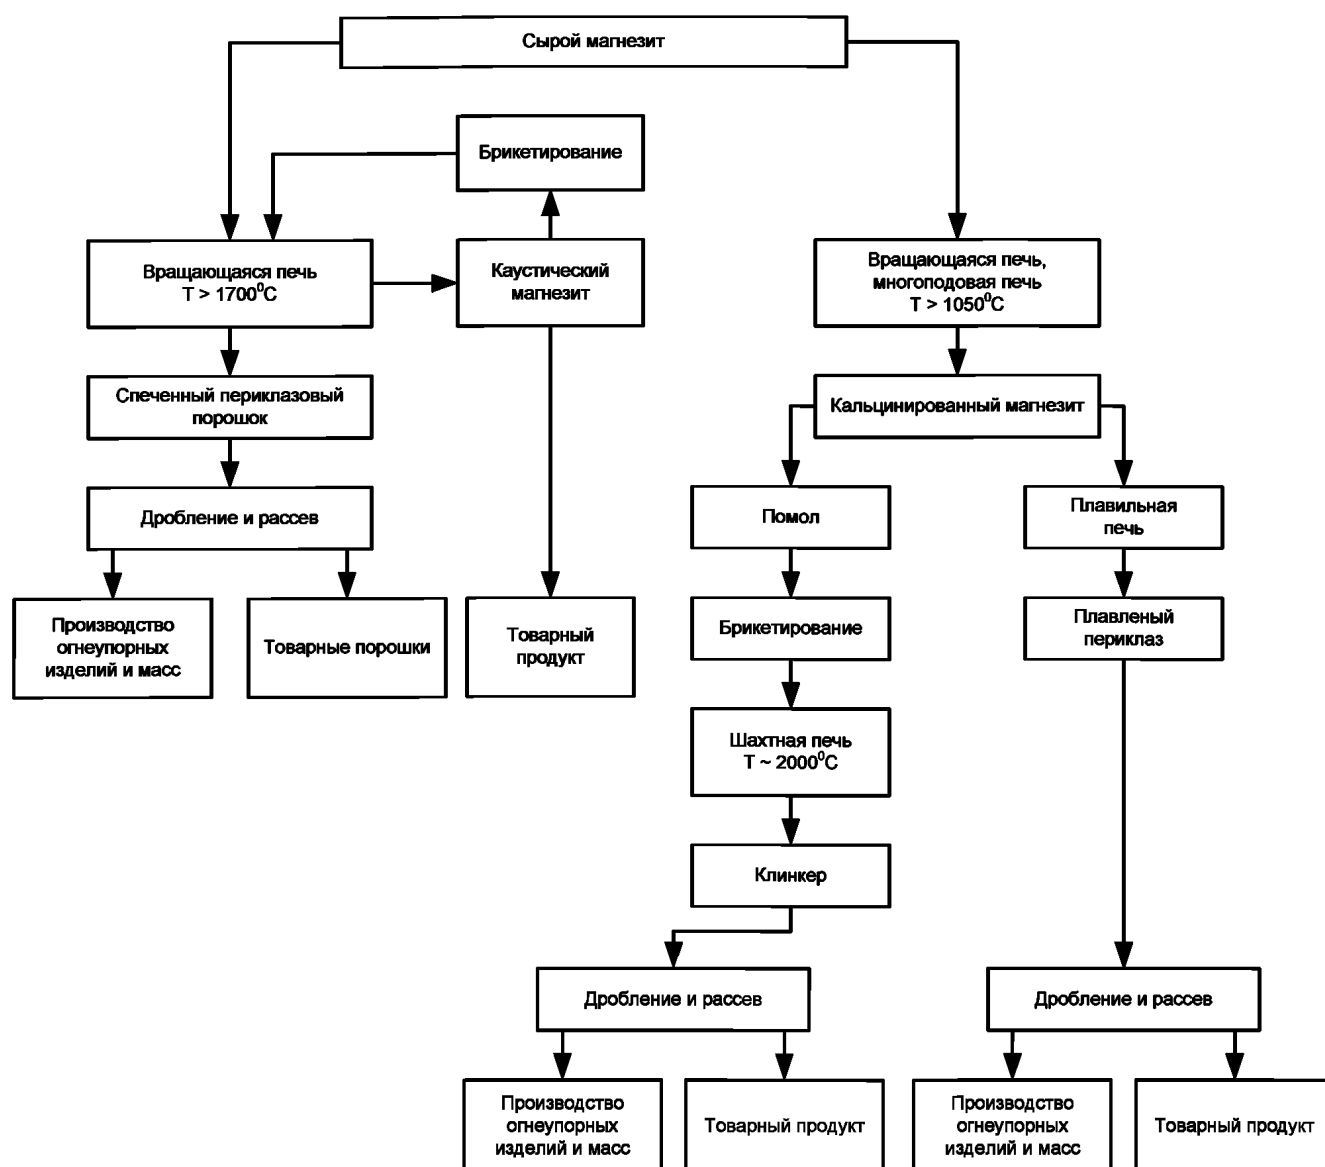 Сырой магнезит
Брикетирование
Вращающаяся печь
T > 1700⁰C
Каустический
магнезит
Вращающаяся печь,
многоподовая печь
T > 1050⁰C
Спеченный периклазовый
порошок
Кальцинированный магнезит
Дробление и рассев
Помол
Плавильная
печь
Производство
огнеупорных
изделий и масс
Товарные порошки
Товарный
продукт
Брикетирование
Плавленый
периклаз
Шахтная печь
T ~ 2000⁰C
Клинкер
Дробление и рассев
Дробление и рассев
Производство
огнеупорных
изделий и масс
Товарный продукт
Производство
огнеупорных
изделий и масс
Товарный продукт